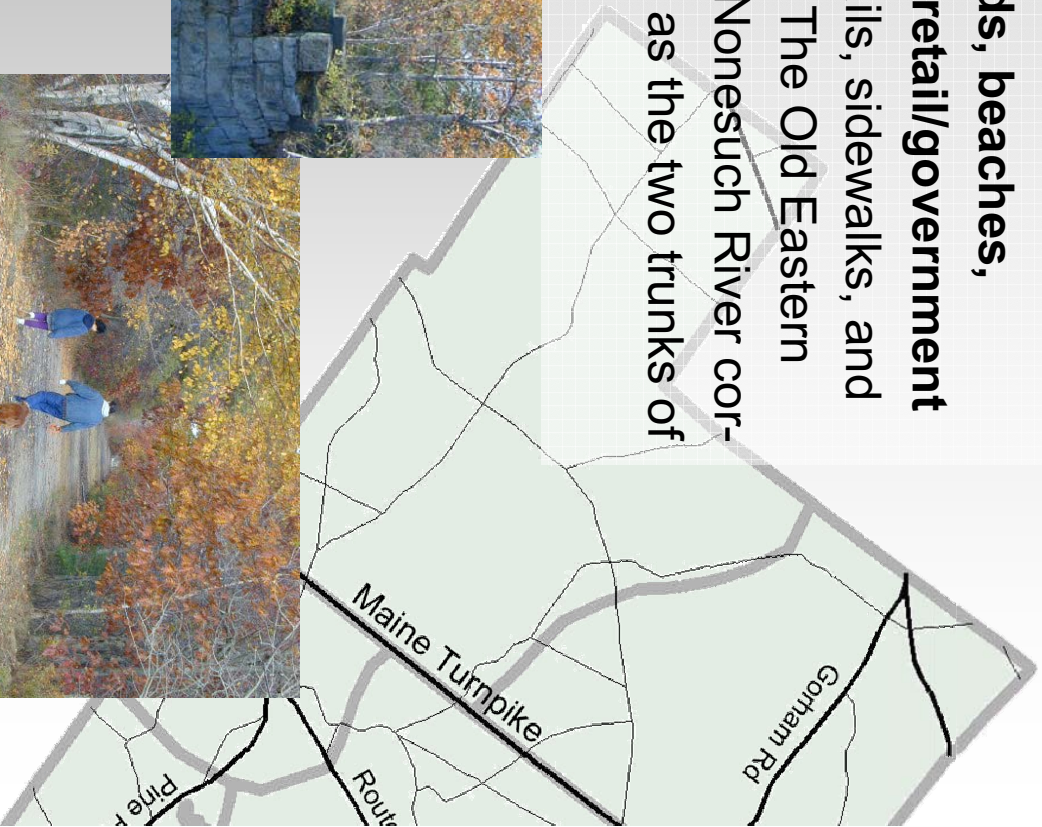 ds, beaches,
retail/government
ils, sidewalks, and
The Old Eastern
Nonesuch River cor-
as the two trunks of
Maine Turnpike
Gorham Rd
Route
Pine